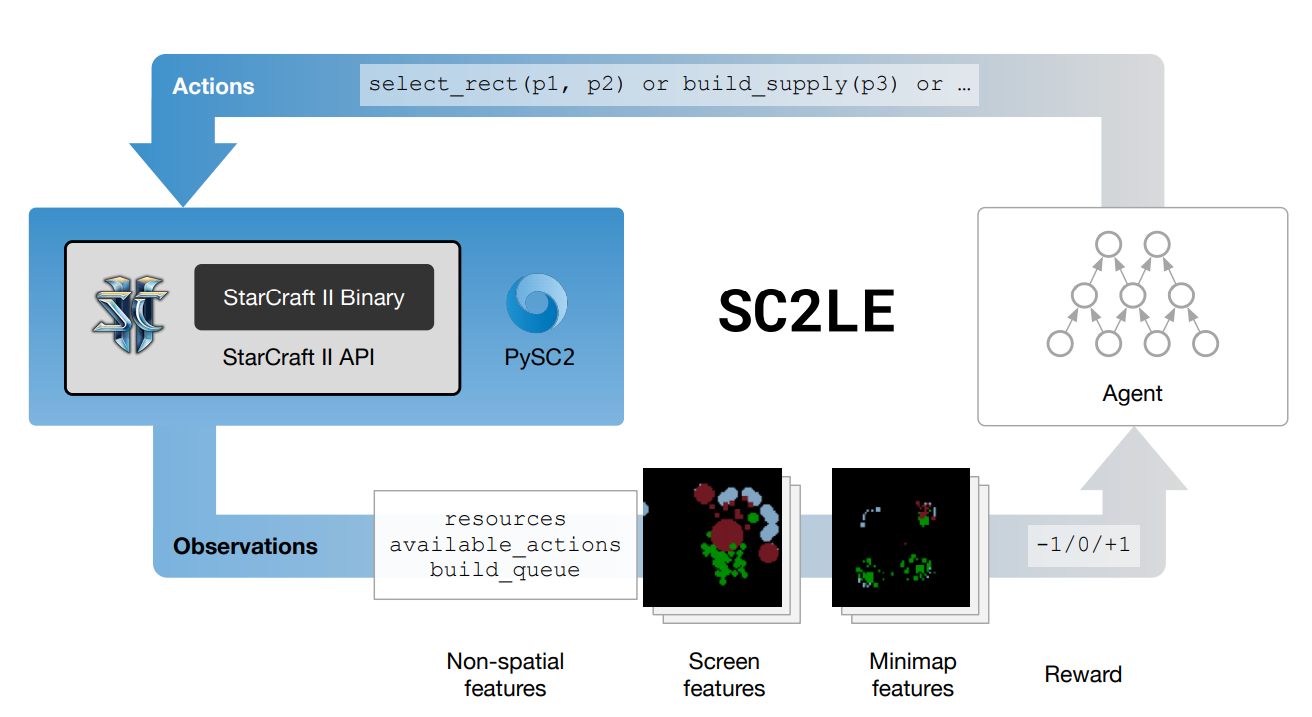 Actions
select_rect(p1, p2) or build_supply(p3) or …
SC
StarCraft II Binary
StarCraft II API
PySC2
SC2LE
Agent
Observations
resources
available_actions
build_queue
-1/0/+1
Non-spatial
features
Screen
features
Minimap
features
Reward